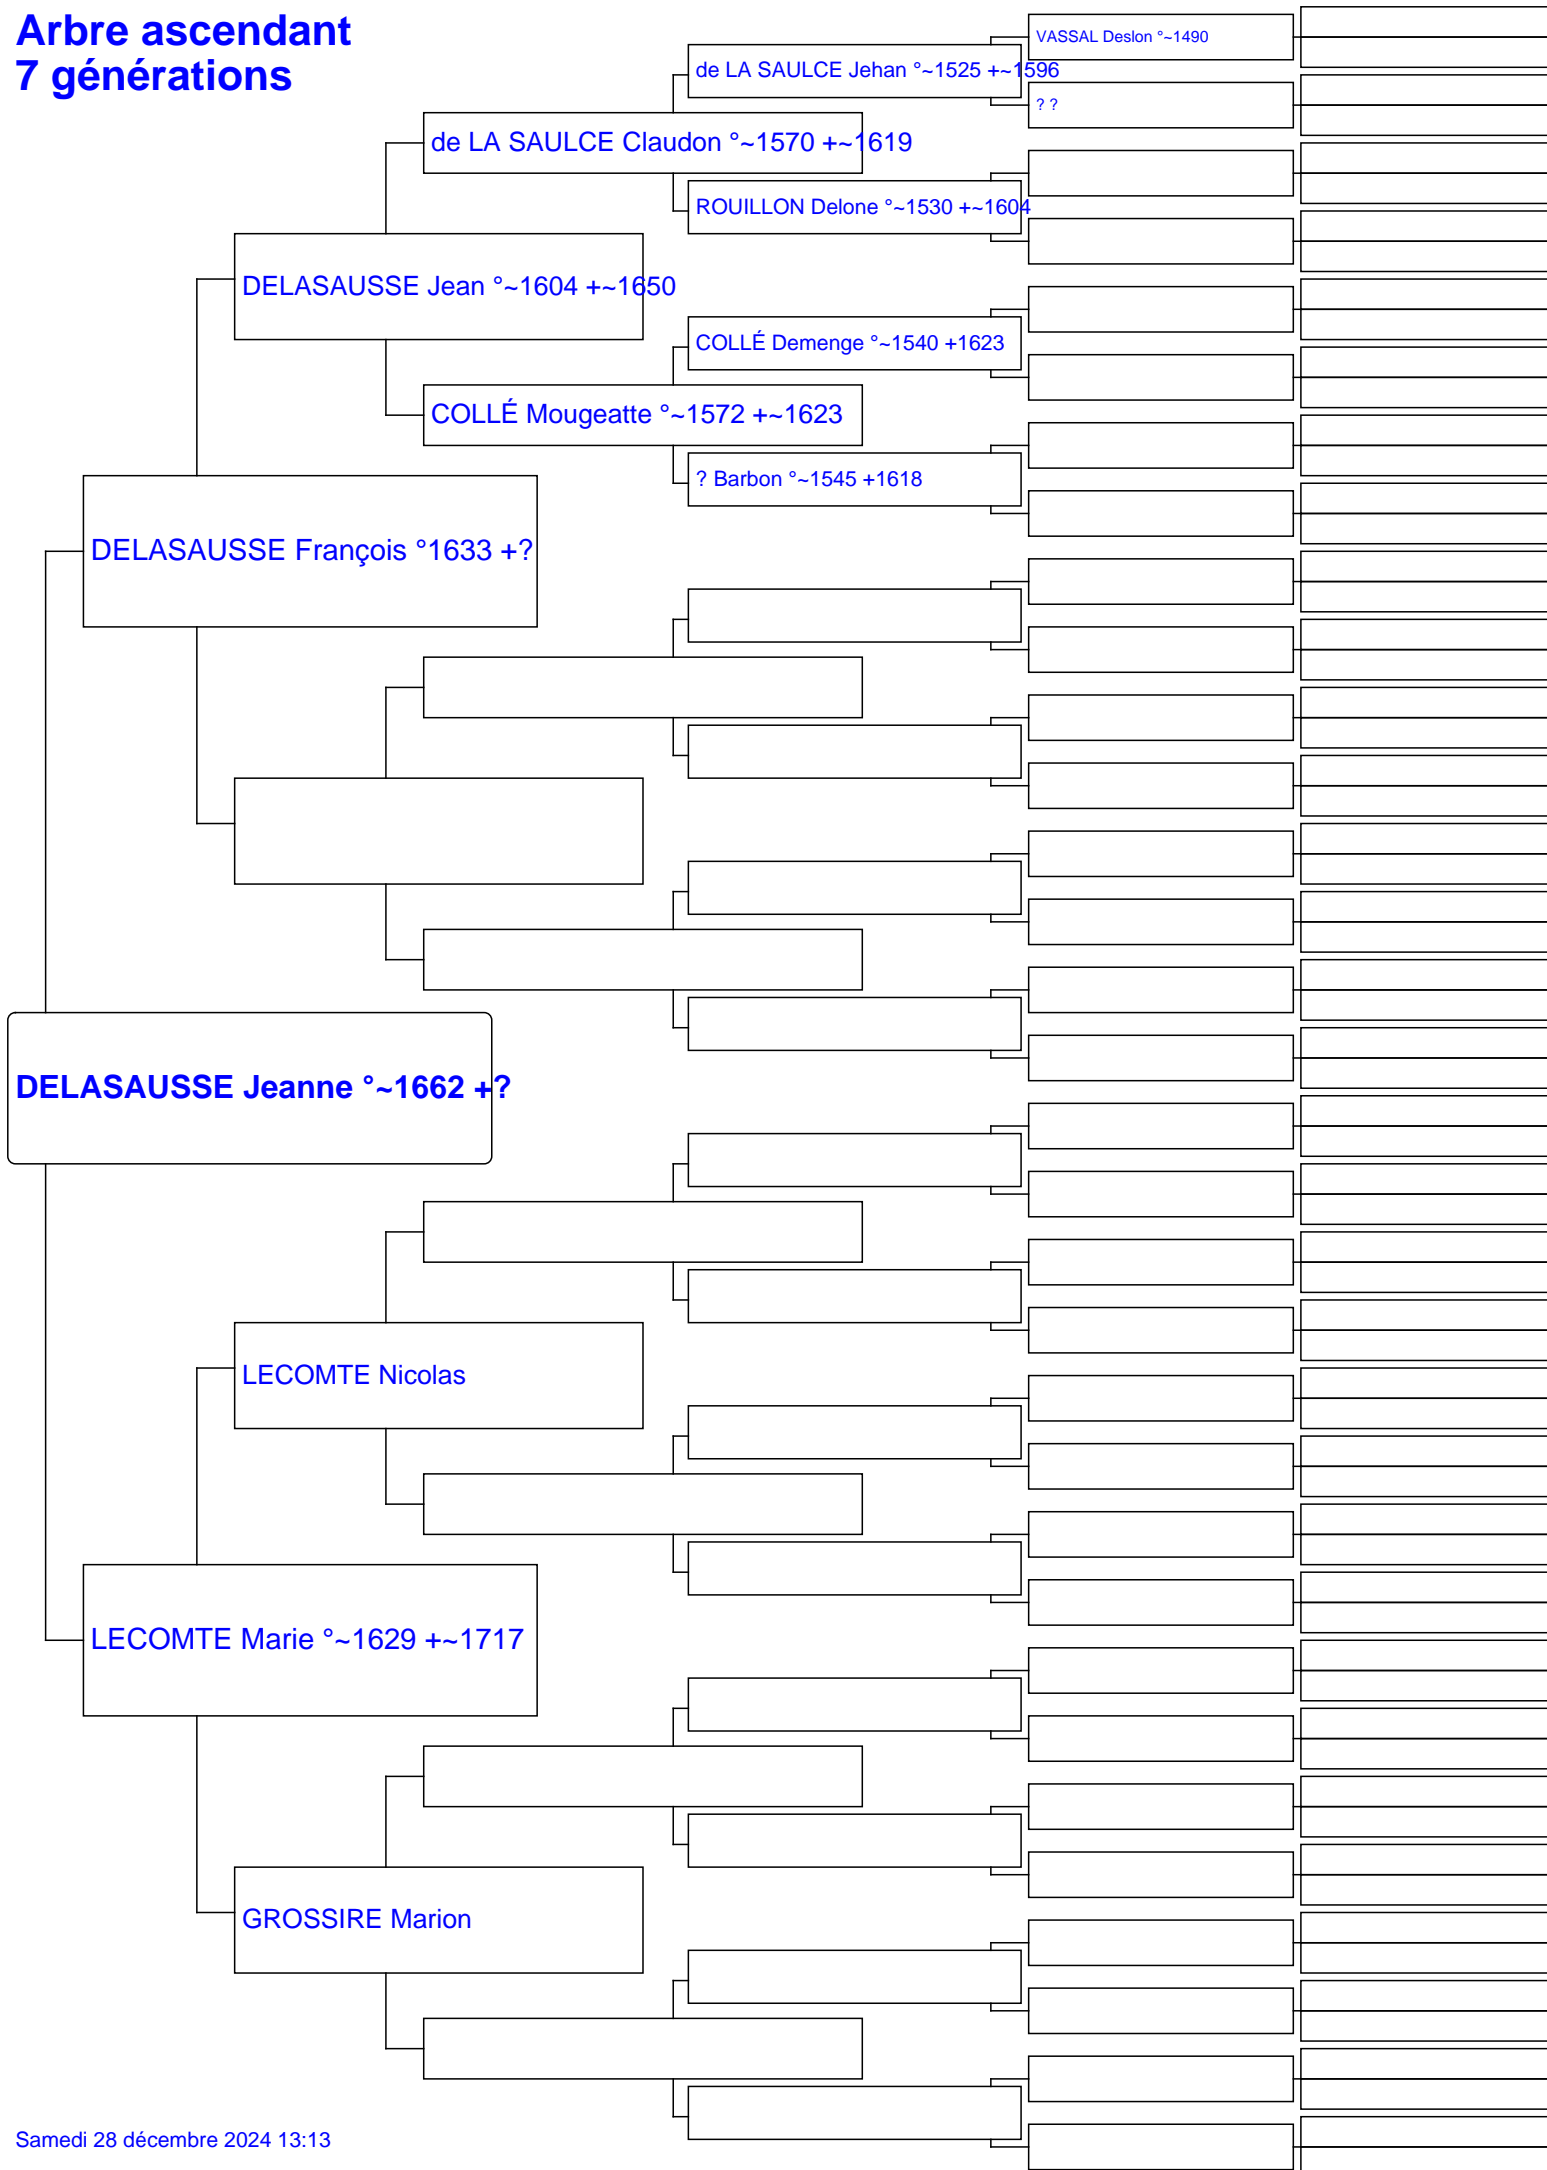 Arbre ascendant
7 générations
VASSAL Deslon °~1490
de LA SAULCE Jehan °~1525 +~1596
? ?
de LA SAULCE Claudon °~1570 +~1619
ROUILLON Delone °~1530 +~1604
DELASAUSSE Jean °~1604 +~1650
COLLÉ Demenge °~1540 +1623
COLLÉ Mougeatte °~1572 +~1623
? Barbon °~1545 +1618
DELASAUSSE François °1633 +?
DELASAUSSE Jeanne °~1662 +?
LECOMTE Nicolas
LECOMTE Marie °~1629 +~1717
GROSSIRE Marion
Samedi 28 décembre 2024 13:13